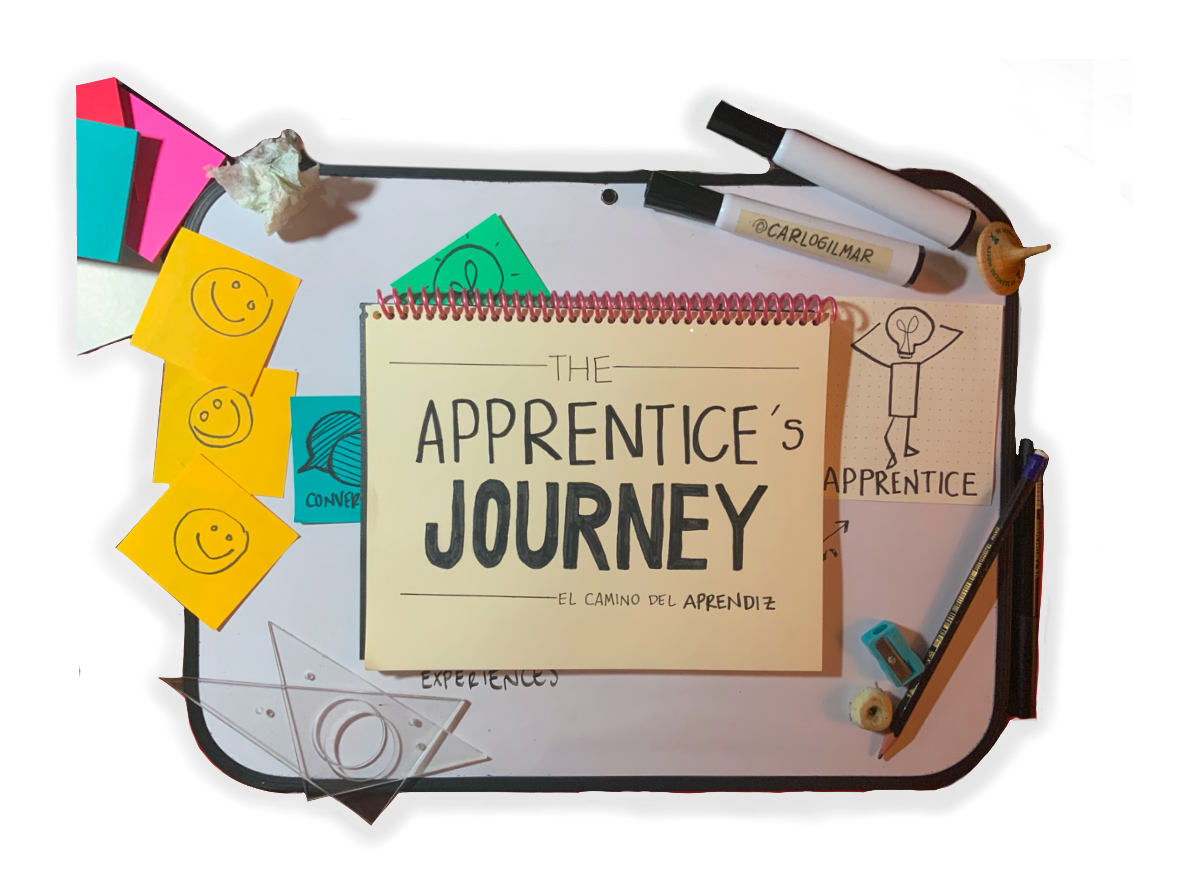 @CARLOGILMAR
THE
APPRENTICE's
JOURNEY
EL CAMINO DEL APRENDIZ
APPRENTICE
EXPERIENCES